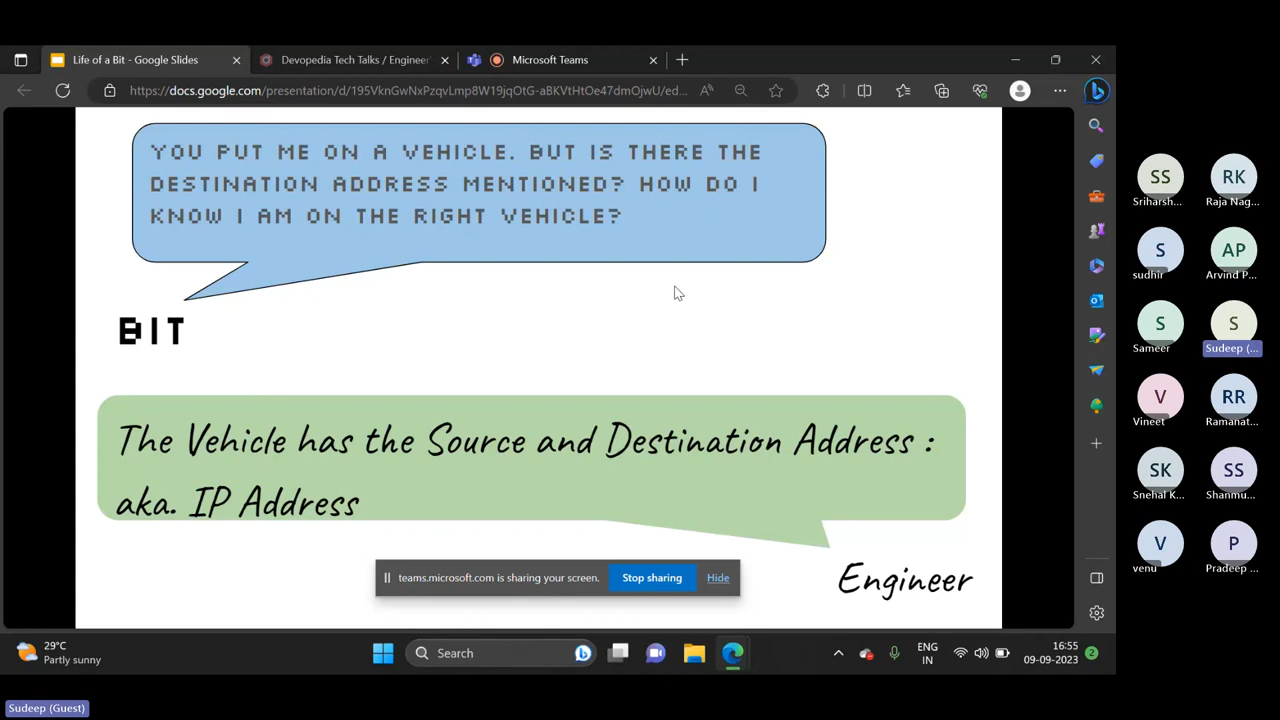 Life of a Bit - Google Slides
Devopedia Tech Talks / Engineer
Microsoft Teams
https://docs.google.com/presentation/d/195VknGwNxPzqvLmp8W19jqOtG-aBKVtHtOe47dmOjwU/ed...
YOU PUT ME ON A VEHICLE. BUT IS THERE THE
DESTINATION ADDRESS MENTIONED? HOW DO I
KNOW I AM ON THE RIGHT VEHICLE?
BIT
The Vehicle has the Source and Destination Address :
aka. IP Address
Engineer
teams.microsoft.com is sharing your screen.
Stop sharing
Hide
SS
Sriharsh...
RK
Raja Nag...
S
sudhir
AP
Arvind P...
S
Sameer
S
Sudeep (...
V
Vineet
RR
Ramanat...
SK
Snehal K...
SS
Shanmu...
V
venu
P
Pradeep ...
29°C
Partly sunny
Search
ENG
IN
16:55
09-09-2023
2
Sudeep (Guest)